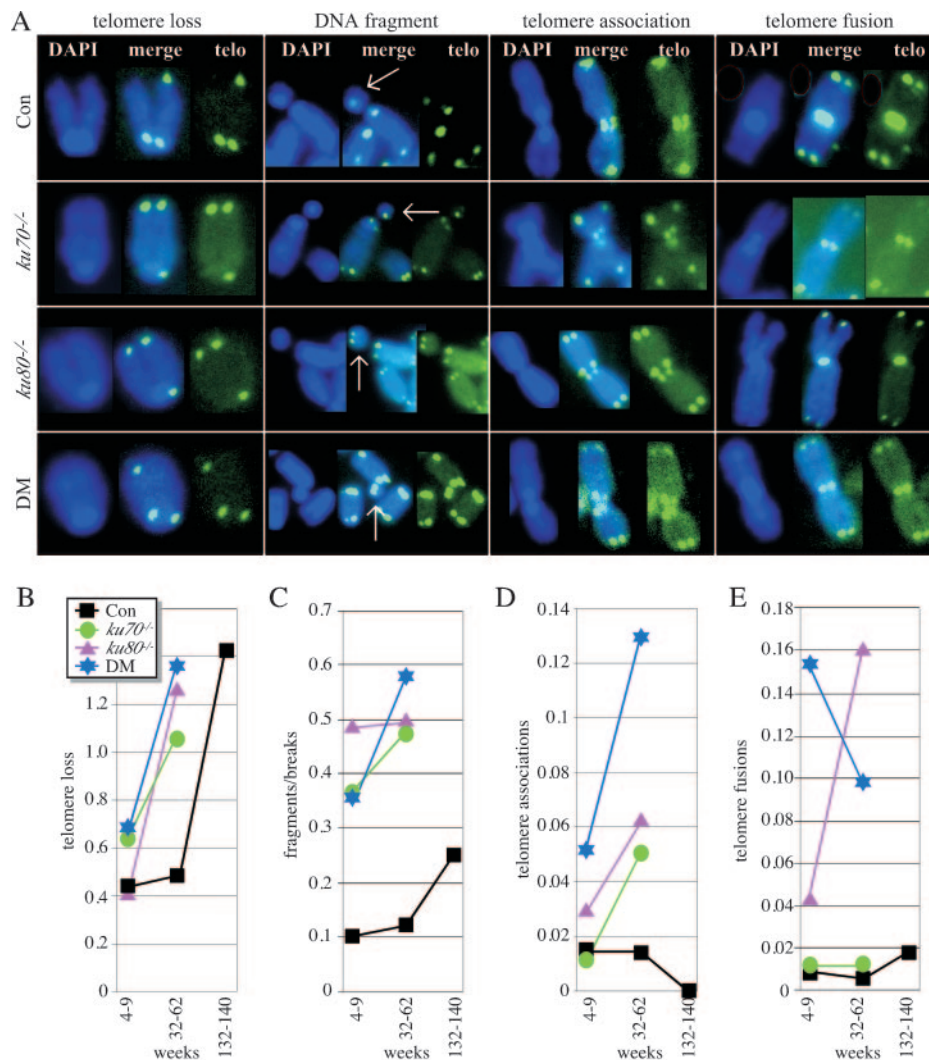 A
telomere loss DNA fragment telomere association telomere fusion
DAPI merge telo DAPI merge telo DAPI merge telo DAPI merge telo
Con
ku70-/-
ku80-/-
DM
B
Con
ku70-/-
ku80-/-
DM
telomere loss
1.2
1.0
0.8
0.6
0.4
0.2
0
4-9
32-62
132-140
weeks
C
fragments/breaks
0.7
0.6
0.5
0.4
0.3
0.2
0.1
0
4-9
32-62
132-140
weeks
D
telomere associations
0.14
0.12
0.1
0.08
0.06
0.04
0.02
0
4-9
32-62
132-140
weeks
E
telomere fusions
0.18
0.16
0.14
0.12
0.10
0.08
0.06
0.04
0.02
0
4-9
32-62
132-140
weeks